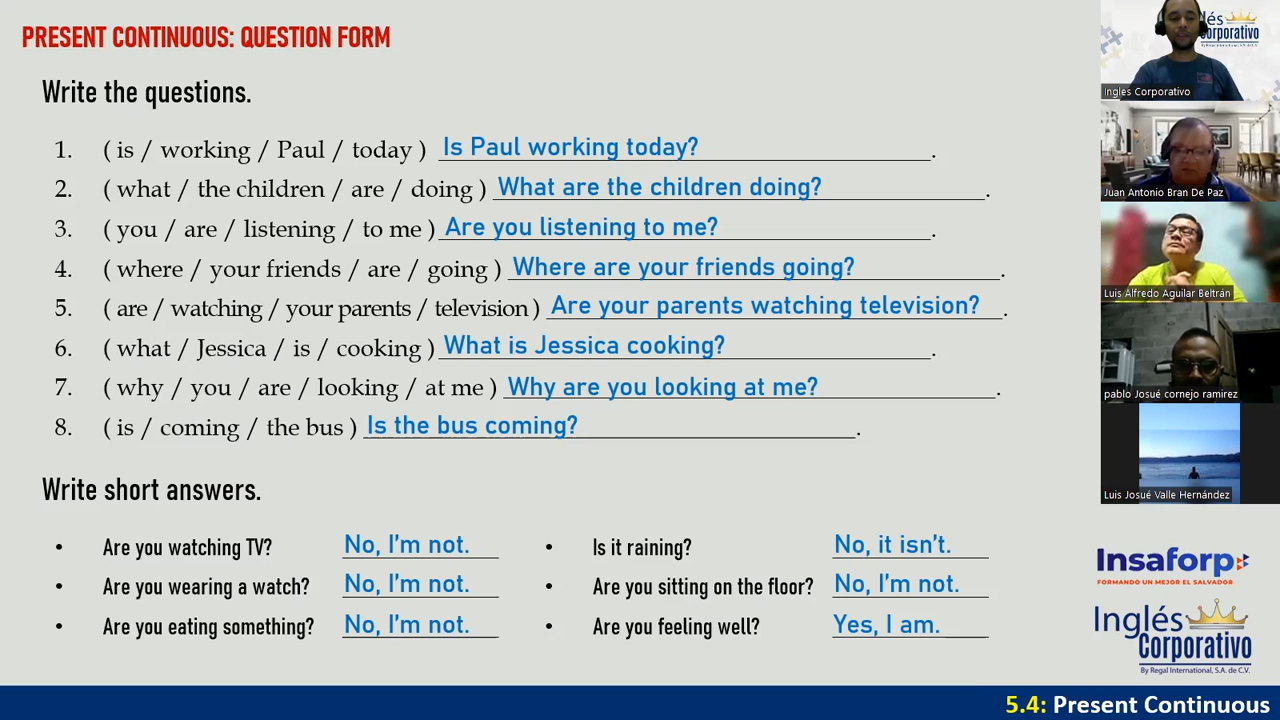 PRESENT CONTINUOUS: QUESTION FORM
Write the questions.
1. ( is / working / Paul / today ) Is Paul working today? .
2. ( what / the children / are / doing ) What are the children doing? .
3. ( you / are / listening / to me ) Are you listening to me? .
4. ( where / your friends / are / going ) Where are your friends going? .
5. ( are / watching / your parents / television ) Are your parents watching television? .
6. ( what / Jessica / is / cooking ) What is Jessica cooking? .
7. ( why / you / are / looking / at me ) Why are you looking at me? .
8. ( is / coming / the bus ) Is the bus coming? .
Write short answers.
• Are you watching TV? No, I'm not. • Is it raining? No, it isn't.
• Are you wearing a watch? No, I'm not. • Are you sitting on the floor? No, I'm not.
• Are you eating something? No, I'm not. • Are you feeling well? Yes, I am.
lés
Corporativo
By Regal International, S.A. de C.V.
Ingles Corporativo
Juan Antonio Bran De Paz
Luis Alfredo Aguilar Beltrán
pablo Josué cornejo ramirez
Luis Josué Valle Hernández
Insaforp
FORMANDO UN MEJOR EL SALVADOR
Inglés
Corporativo
By Regal International, S.A. de C.V.
5.4: Present Continuous